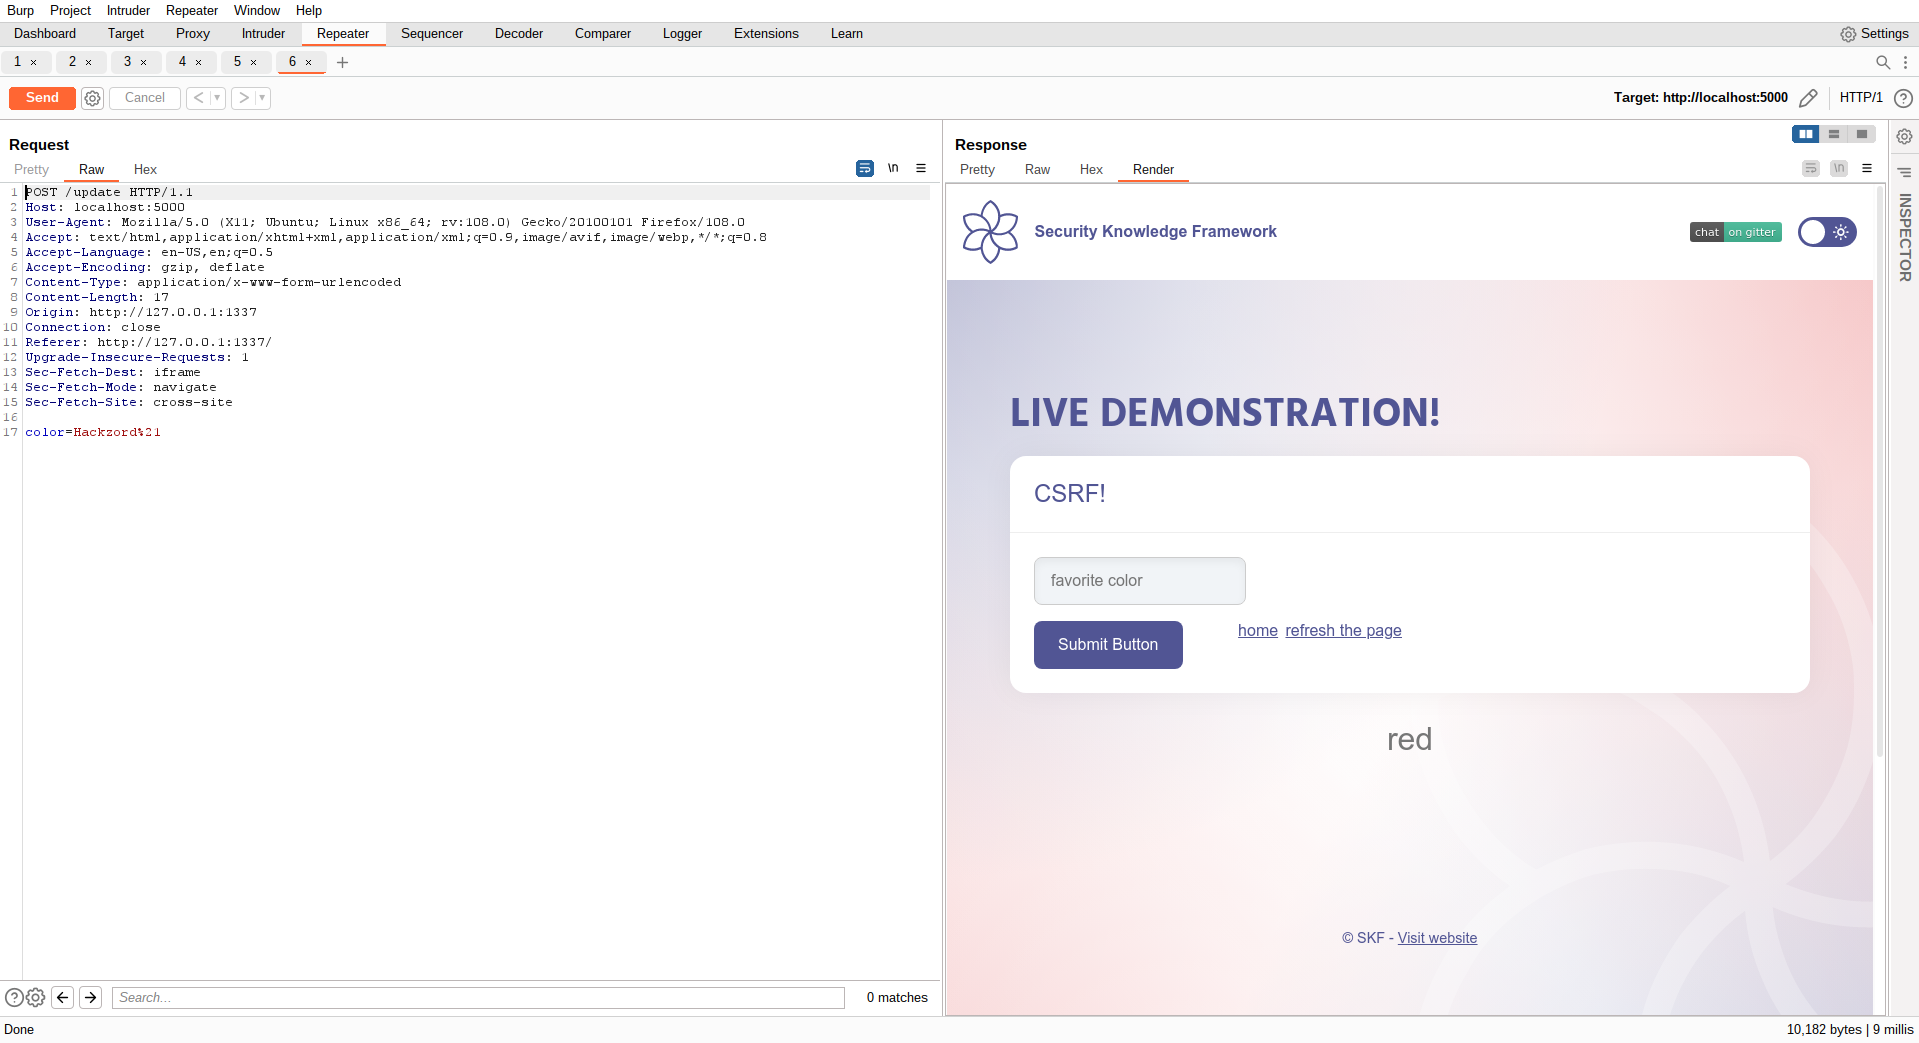 Burp Project Intruder Repeater Window Help
Dashboard Target Proxy Intruder Repeater Sequencer Decoder Comparer Logger Extensions Learn Settings
1 × 2 × 3 × 4 × 5 × 6 × +
Send Cancel < > Target: http://localhost:5000 HTTP/1
Request
Pretty Raw Hex \n
1 POST /update HTTP/1.1
2 Host: localhost:5000
3 User-Agent: Mozilla/5.0 (X11; Ubuntu; Linux x86_64; rv:108.0) Gecko/20100101 Firefox/108.0
4 Accept: text/html,application/xhtml+xml,application/xml;q=0.9,image/avif,image/webp,*/*;q=0.8
5 Accept-Language: en-US,en;q=0.5
6 Accept-Encoding: gzip, deflate
7 Content-Type: application/x-www-form-urlencoded
8 Content-Length: 17
9 Origin: http://127.0.0.1:1337
10 Connection: close
11 Referer: http://127.0.0.1:1337/
12 Upgrade-Insecure-Requests: 1
13 Sec-Fetch-Dest: iframe
14 Sec-Fetch-Mode: navigate
15 Sec-Fetch-Site: cross-site
16
17 color=Hackzord%21
Search... 0 matches
Response
Pretty Raw Hex Render \n
Security Knowledge Framework chat on gitter
LIVE DEMONSTRATION!
CSRF!
favorite color
Submit Button home refresh the page
red
© SKF - Visit website
INSPECTOR
Done 10,182 bytes | 9 millis